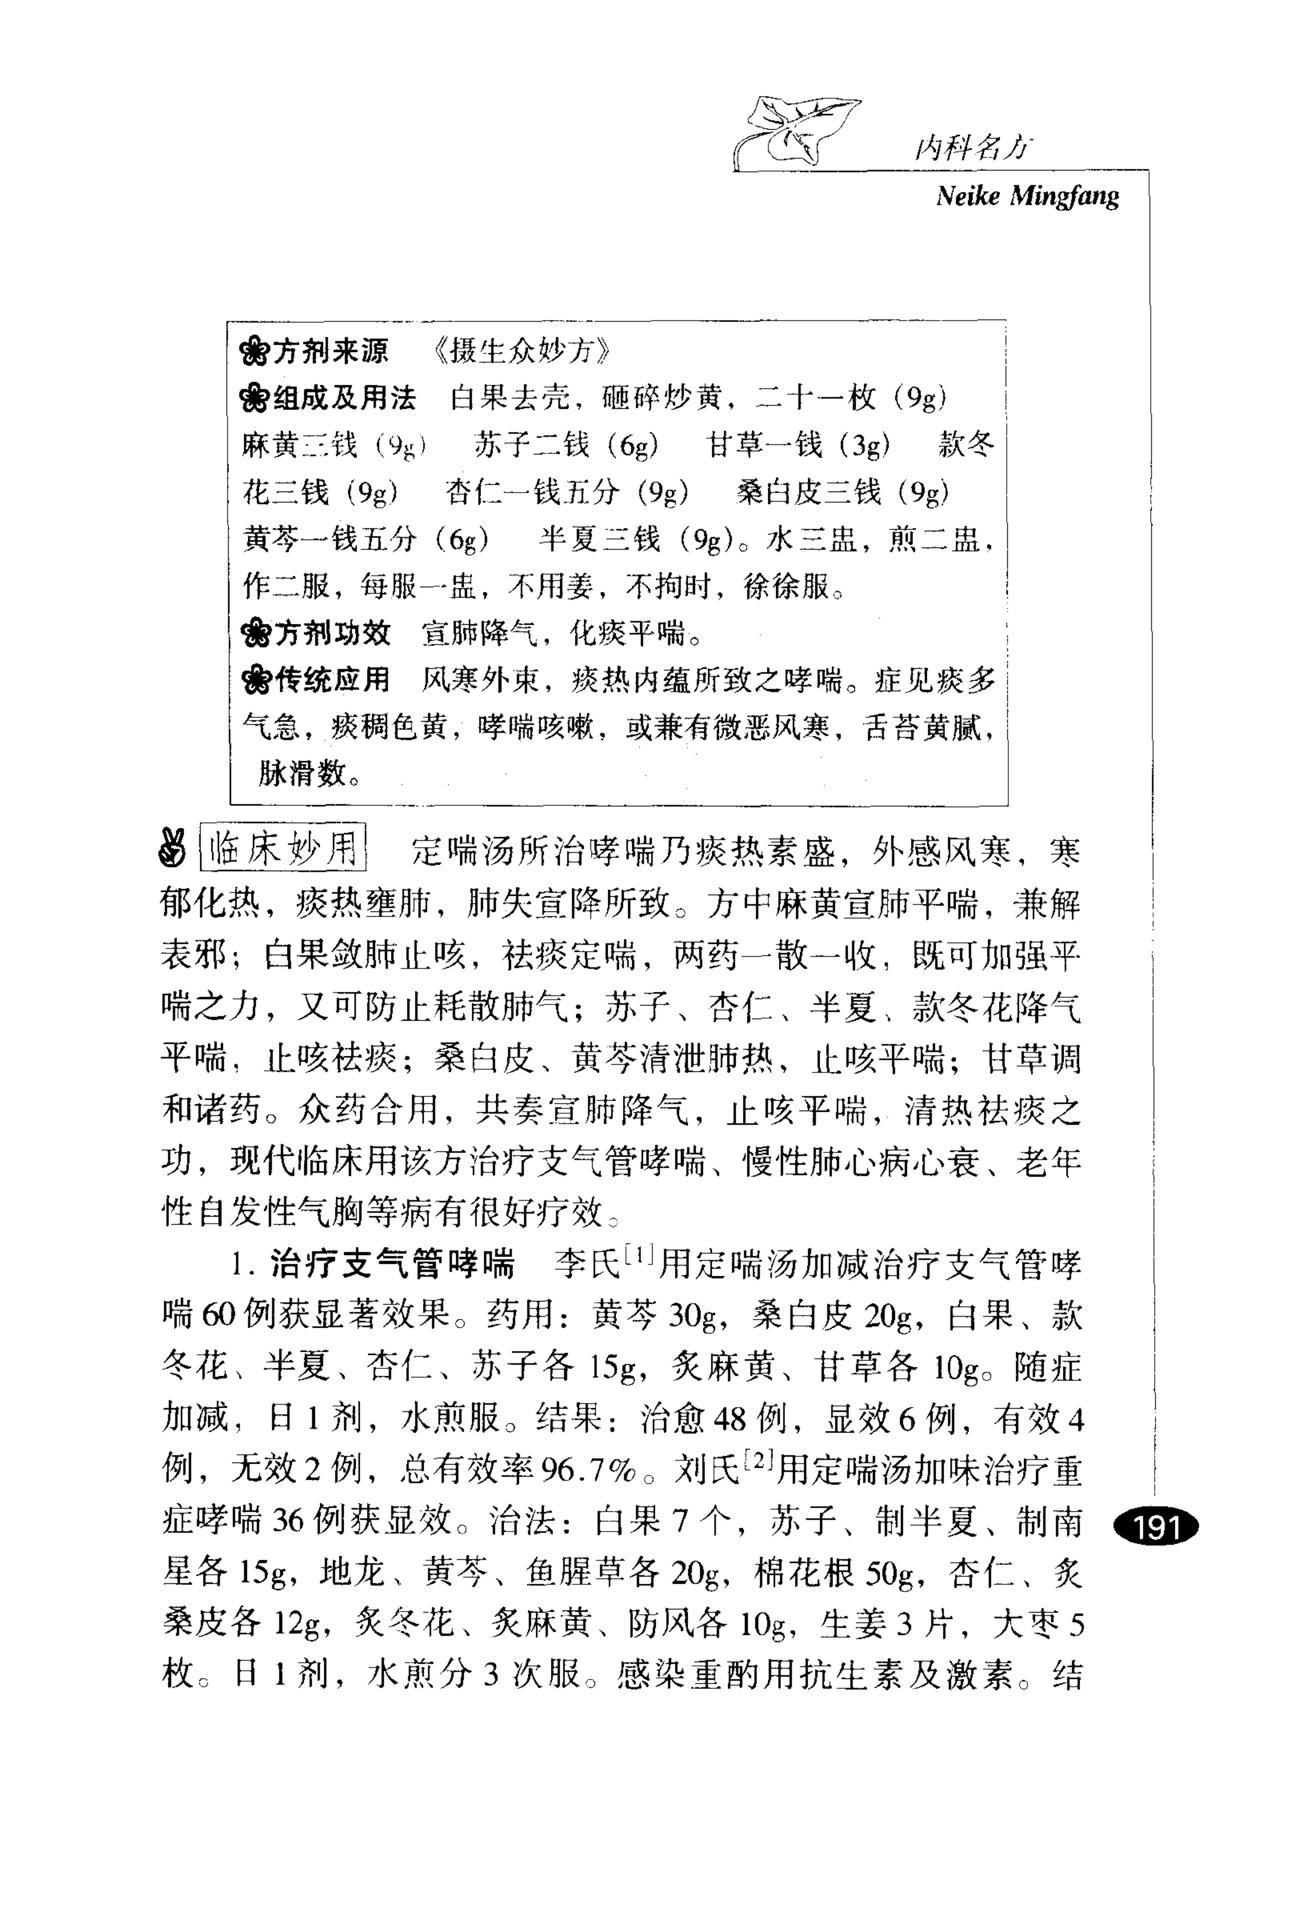 内科名方
Neike Mingfang
方剂来源 《摄生众妙方》
组成及用法 白果去壳，砸碎炒黄，二十一枚（9g）
麻黄三钱（9g） 苏子二钱（6g） 甘草一钱（3g） 款冬
花三钱（9g） 杏仁一钱五分（9g） 桑白皮三钱（9g）
黄芩一钱五分（6g） 半夏三钱（9g）。水三盅，煎二盅，
作二服，每服一盅，不用姜，不拘时，徐徐服。
方剂功效 宣肺降气，化痰平喘。
传统应用 风寒外束，痰热内蕴所致之哮喘。症见痰多
气急，痰稠色黄，哮喘咳嗽，或兼有微恶风寒，舌苔黄腻，
脉滑数。
临床妙用 定喘汤所治哮喘乃痰热素盛，外感风寒，寒
郁化热，痰热壅肺，肺失宣降所致。方中麻黄宣肺平喘，兼解
表邪；白果敛肺止咳，祛痰定喘，两药一散一收，既可加强平
喘之力，又可防止耗散肺气；苏子、杏仁、半夏、款冬花降气
平喘，止咳祛痰；桑白皮、黄芩清泄肺热，止咳平喘；甘草调
和诸药。众药合用，共奏宣肺降气，止咳平喘，清热祛痰之
功，现代临床用该方治疗支气管哮喘、慢性肺心病心衰、老年
性自发性气胸等病有很好疗效。
1. 治疗支气管哮喘 李氏[1]用定喘汤加减治疗支气管哮
喘60例获显著效果。药用：黄芩30g，桑白皮20g，白果、款
冬花、半夏、杏仁、苏子各15g，炙麻黄、甘草各10g。随症
加减，日1剂，水煎服。结果：治愈48例，显效6例，有效4
例，无效2例，总有效率96.7%。刘氏[2]用定喘汤加味治疗重
症哮喘36例获显效。治法：白果7个，苏子、制半夏、制南
星各15g，地龙、黄芩、鱼腥草各20g，棉花根50g，杏仁、炙
桑皮各12g，炙冬花、炙麻黄、防风各10g，生姜3片，大枣5
枚。日1剂，水煎分3次服。感染重酌用抗生素及激素。结
191